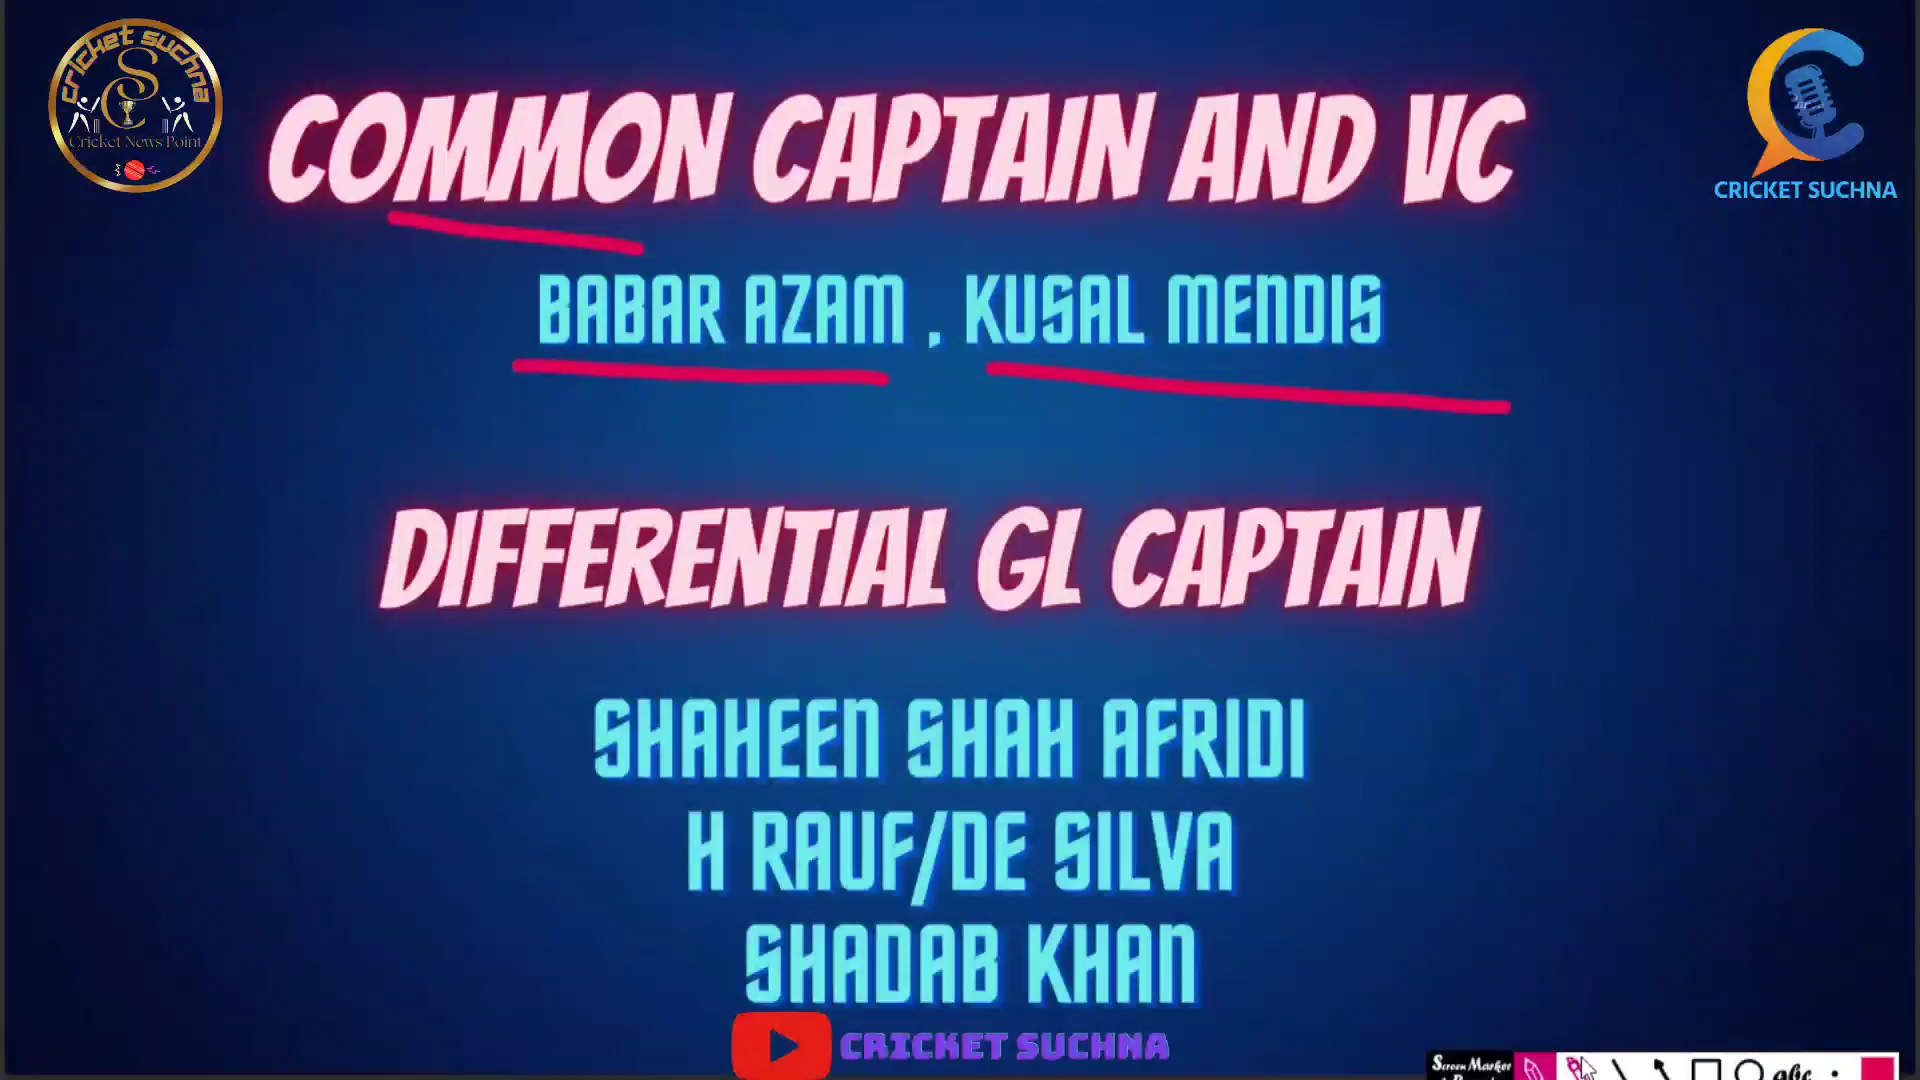 cricket suchna
SC
Cricket News Point
COMMON CAPTAIN AND VC
CRICKET SUCHNA
BABAR AZAM , KUSAL MENDIS
DIFFERENTIAL GL CAPTAIN
SHAHEEN SHAH AFRIDI
H RAUF/DE SILVA
SHADAB KHAN
CRICKET SUCHNA
Screen Marker
abc